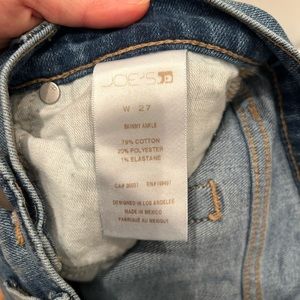 JOE'S
W 27
SKINNY ANKLE
79% COTTON
20% POLYESTER
1% ELASTANE
DESIGNED IN LOS ANGELES
MADE IN MEXICO
FABRIQUÉ AU MEXIQUE